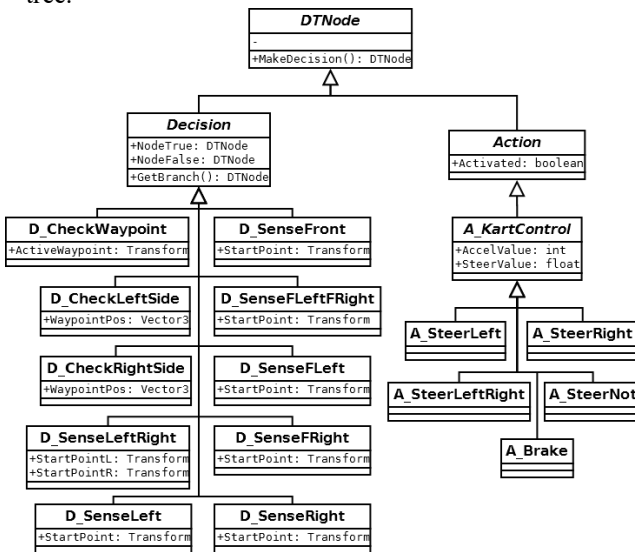 tree.
DTNode
-
+MakeDecision(): DTNode
Decision
+NodeTrue: DTNode
+NodeFalse: DTNode
+GetBranch(): DTNode
Action
+Activated: boolean
D_CheckWaypoint
+ActiveWaypoint: Transform
D_SenseFront
+StartPoint: Transform
A_KartControl
+AccelValue: int
+SteerValue: float
D_CheckLeftSide
+WaypointPos: Vector3
D_SenseFLeftFRight
+StartPoint: Transform
A_SteerLeft
A_SteerRight
D_CheckRightSide
+WaypointPos: Vector3
D_SenseFLeft
+StartPoint: Transform
A_SteerLeftRight
A_SteerNot
D_SenseLeftRight
+StartPointL: Transform
+StartPointR: Transform
D_SenseFRight
+StartPoint: Transform
A_Brake
D_SenseLeft
+StartPoint: Transform
D_SenseRight
+StartPoint: Transform